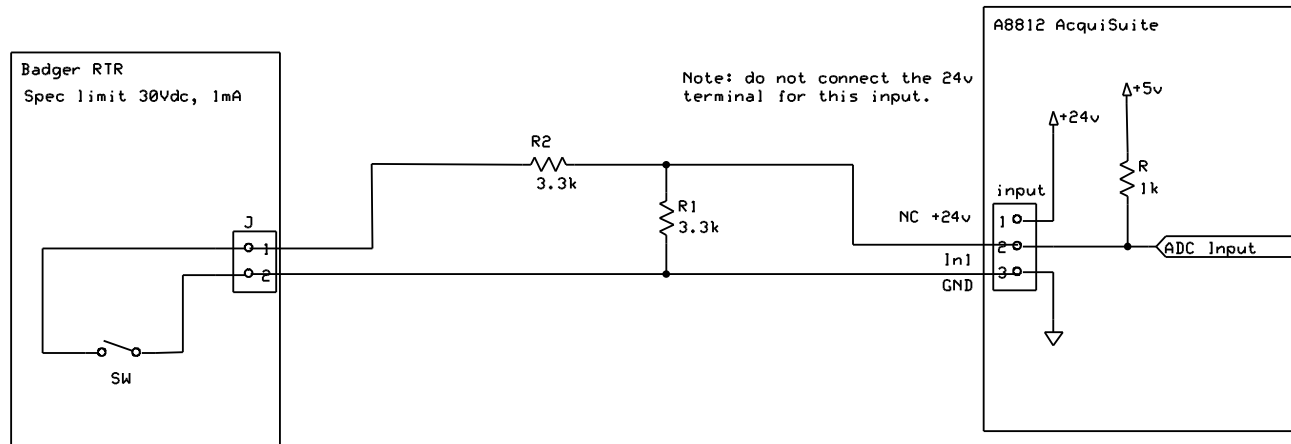 A8812 AcquiSuite
Badger RTR
Spec limit 30Vdc, 1mA
Note: do not connect the 24v
terminal for this input.
+5v
+24v
R2
3.3k
R
1k
R1
3.3k
input
J
NC +24v
1
1
2
2
ADC Input
In1
3
GND
SW